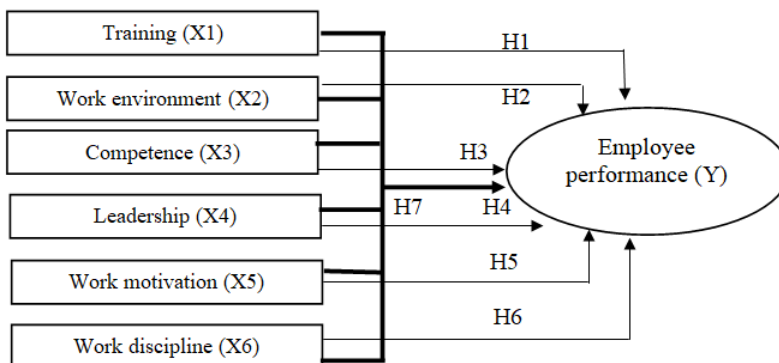 Training (X1)
H1
Work environment (X2)
H2
Competence (X3)
H3
Employee
performance (Y)
Leadership (X4)
H7
H4
Work motivation (X5)
H5
Work discipline (X6)
H6